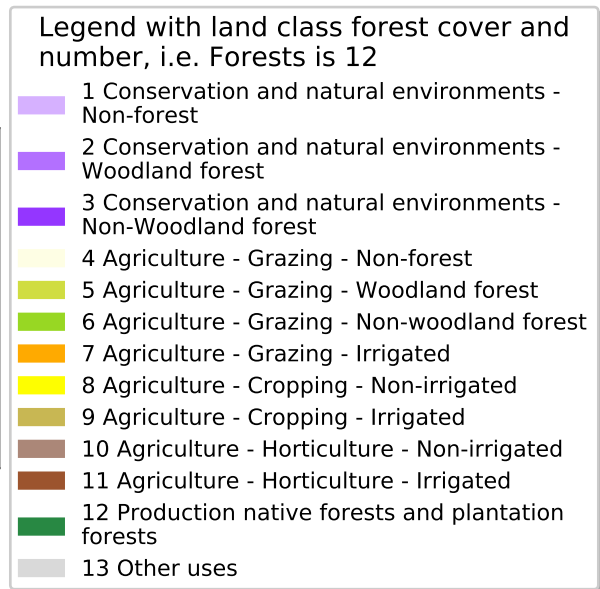 Legend with land class forest cover and
number, i.e. Forests is 12
1 Conservation and natural environments -
Non-forest
2 Conservation and natural environments -
Woodland forest
3 Conservation and natural environments -
Non-Woodland forest
4 Agriculture - Grazing - Non-forest
5 Agriculture - Grazing - Woodland forest
6 Agriculture - Grazing - Non-woodland forest
7 Agriculture - Grazing - Irrigated
8 Agriculture - Cropping - Non-irrigated
9 Agriculture - Cropping - Irrigated
10 Agriculture - Horticulture - Non-irrigated
11 Agriculture - Horticulture - Irrigated
12 Production native forests and plantation
forests
13 Other uses